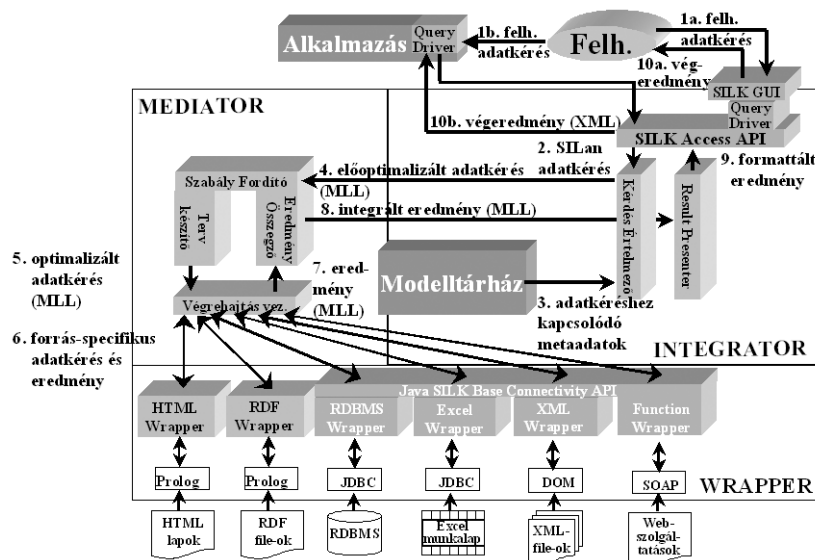 1a. felh.
adatkérés
1b. felh.
adatkérés
Alkalmazás
Query
Driver
Felh.
10a. vég-
eredmény
SILK GUI
Query
Driver
MEDIATOR
10b. végeredmény (XML)
SILK Access API
2. SILan
adatkérés
9. formattált
eredmény
4. előoptimalizált adatkérés
(MLL)
Szabály Fordító
Terv
készítő
Eredmény
Összegző
8. integrált eredmény (MLL)
Kérdés Értelmező
Result Presenter
5. optimalizált
adatkérés
(MLL)
7. ered-
mény
(MLL)
Modelltárház
Végrehajtás vez.
3. adatkéréshez
kapcsolódó
metaadatok
6. forrás-specifikus
adatkérés és
eredmény
INTEGRATOR
Java SILK Base Connectivity API
HTML
Wrapper
RDF
Wrapper
RDBMS
Wrapper
Excel
Wrapper
XML
Wrapper
Function
Wrapper
Prolog
Prolog
JDBC
JDBC
DOM
SOAP
WRAPPER
HTML
lapok
RDF
file-ok
RDBMS
Excel
munkalap
XML-
file-ok
Web-
szolgál-
tatások